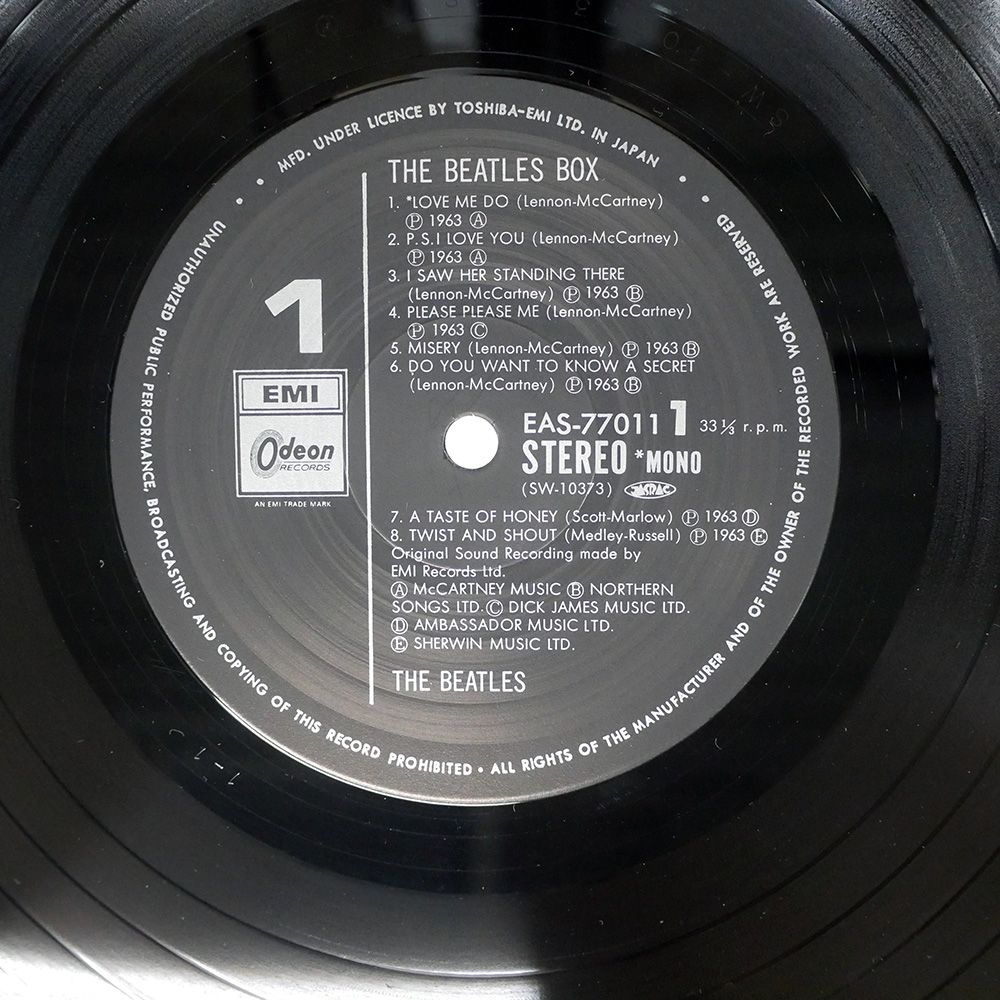 MFD. UNDER LICENCE BY TOSHIBA-EMI LTD. IN JAPAN
THE BEATLES BOX
1. *LOVE ME DO (Lennon-McCartney)
Ⓟ 1963 Ⓐ
2. P.S. I LOVE YOU (Lennon-McCartney)
Ⓟ 1963 Ⓐ
3. I SAW HER STANDING THERE
(Lennon-McCartney) Ⓟ 1963 Ⓑ
4. PLEASE PLEASE ME (Lennon-McCartney)
Ⓟ 1963 Ⓒ
5. MISERY (Lennon-McCartney) Ⓟ 1963 Ⓑ
6. DO YOU WANT TO KNOW A SECRET
(Lennon-McCartney) Ⓟ 1963 Ⓑ
1
EMI
Odeon
RECORDS
AN EMI TRADE MARK
EAS-77011 1 33 1/3 r.p.m.
STEREO *MONO
(SW-10373) JASRAC
7. A TASTE OF HONEY (Scott-Marlow) Ⓟ 1963 Ⓓ
8. TWIST AND SHOUT (Medley-Russell) Ⓟ 1963 Ⓔ
Original Sound Recording made by
EMI Records Ltd.
Ⓐ McCARTNEY MUSIC Ⓑ NORTHERN
SONGS LTD. Ⓒ DICK JAMES MUSIC LTD.
Ⓓ AMBASSADOR MUSIC LTD.
Ⓔ SHERWIN MUSIC LTD.
THE BEATLES
UNAUTHORIZED PUBLIC PERFORMANCE, BROADCASTING AND COPYING OF THIS RECORD PROHIBITED • ALL RIGHTS OF THE MANUFACTURER AND OF THE OWNER OF THE RECORDED WORK ARE RESERVED